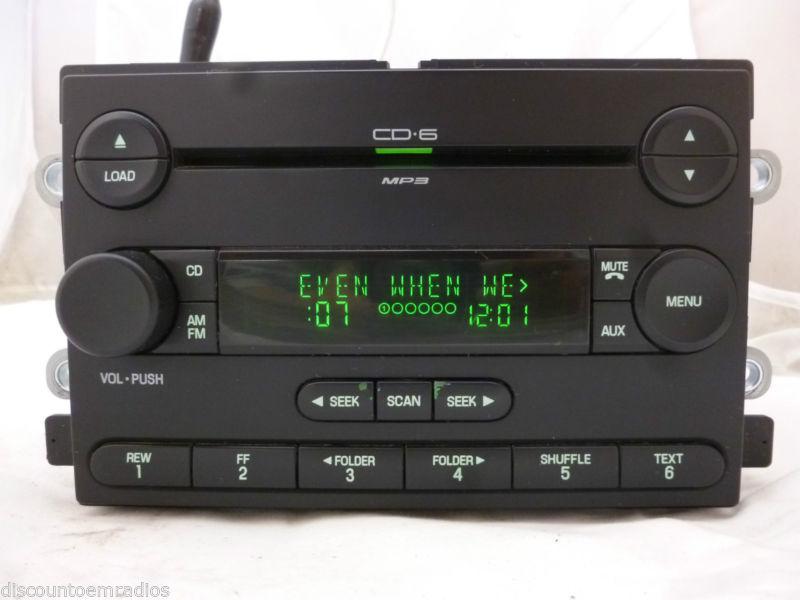 CD•6
LOAD
MP3
CD
AM
FM
EVEN WHEN WE>
:07
1
12:01
MUTE
MENU
AUX
VOL•PUSH
◄ SEEK
SCAN
SEEK ►
REW
1
FF
2
◄FOLDER
3
FOLDER►
4
SHUFFLE
5
TEXT
6
© discountoemradios